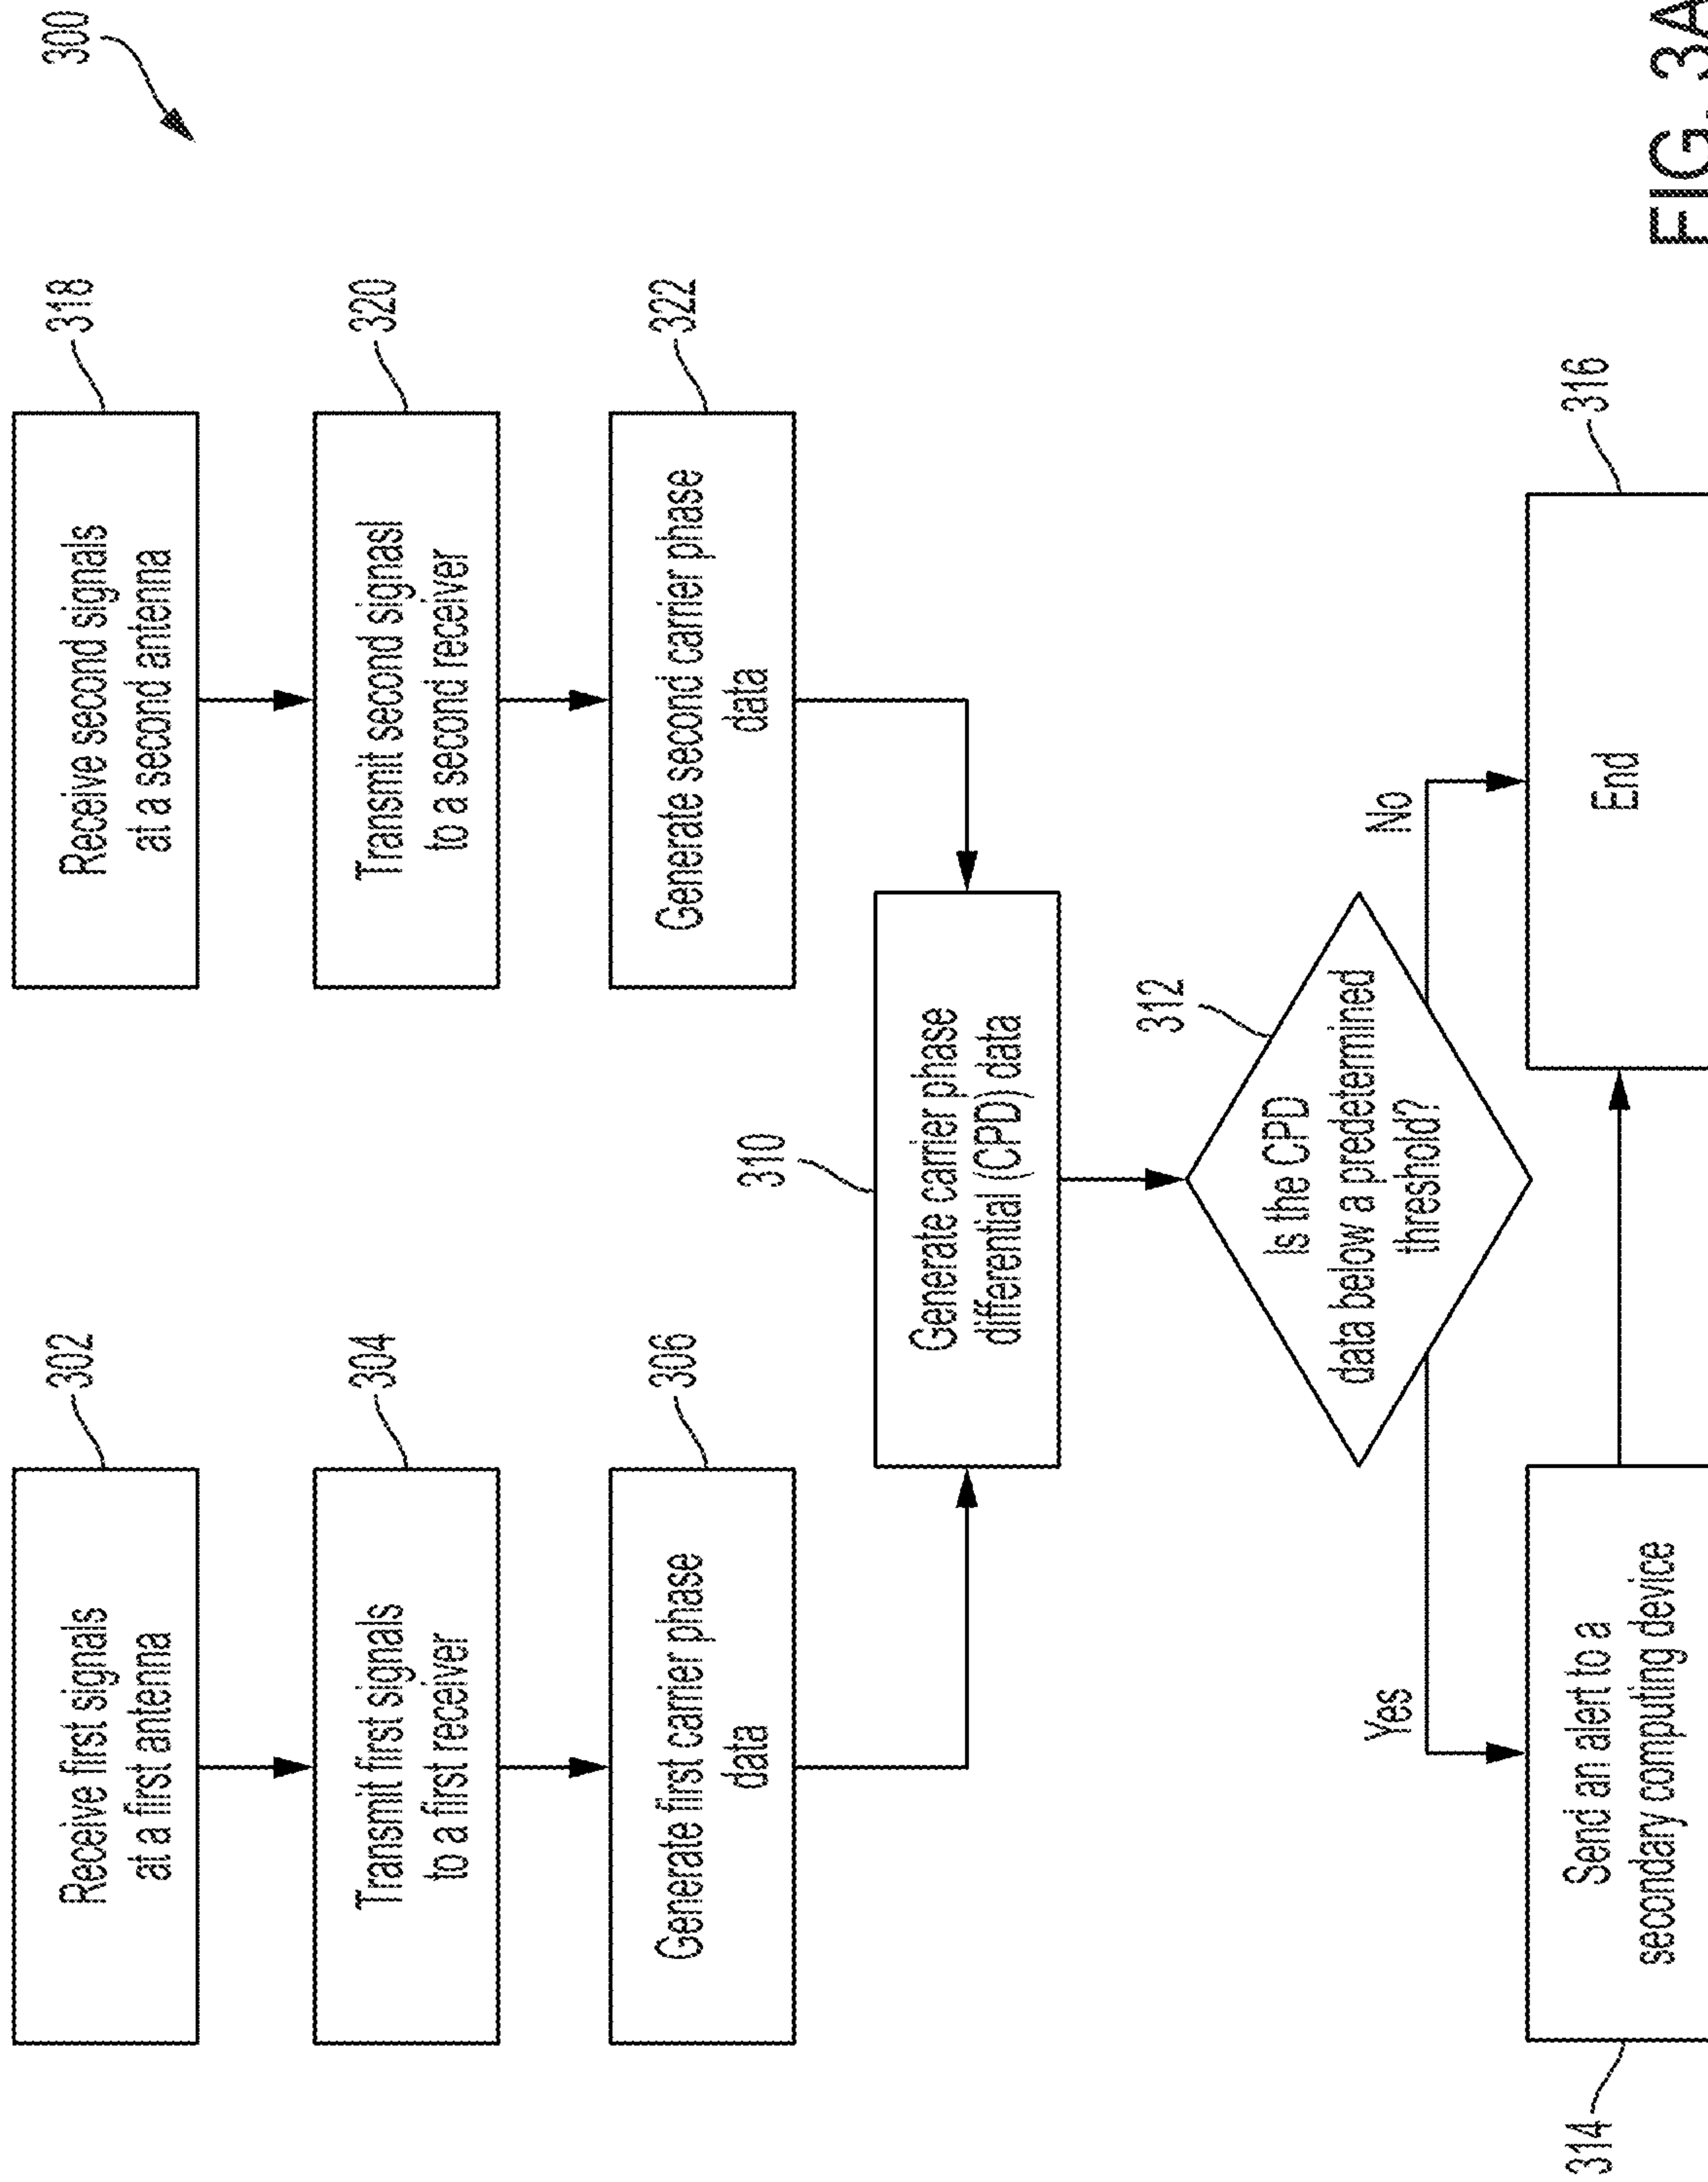 300
302
318
Receive first signals
at a first antenna
Receive second signals
at a second antenna
304
320
Transmit first signals
to a first receiver
Transmit second signasl
to a second receiver
306
322
Generate first carrier phase
data
Generate second carrier phase
data
310
Generate carrier phase
differential (CPD) data
312
Is the CPD
data below a predetermined
threshold?
Yes
No
314
Send an alert to a
secondary computing device
316
End
FIG. 3A